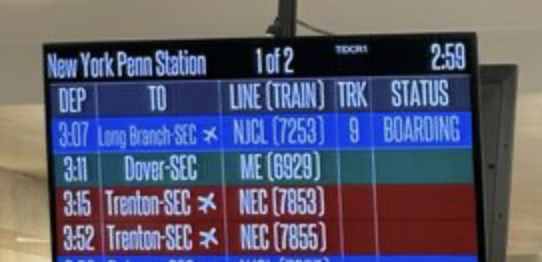 New York Penn Station 1 of 2 TIDCR1 2:59
DEP TO LINE (TRAIN) TRK STATUS
3:07 Long Branch-SEC ✈ NJCL (7253) 9 BOARDING
3:11 Dover-SEC ME (6929)
3:15 Trenton-SEC ✈ NEC (7853)
3:52 Trenton-SEC ✈ NEC (7855)